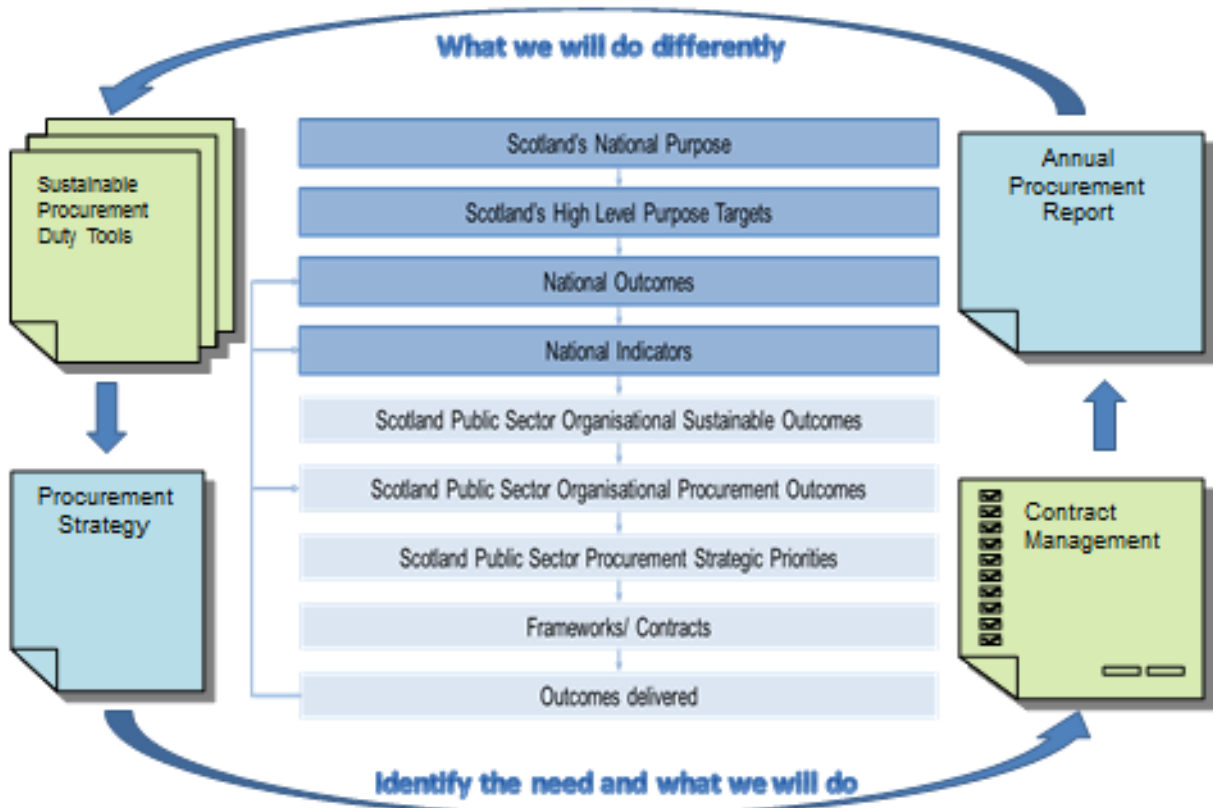 What we will do differently
Sustainable
Procurement
Duty Tools
Scotland's National Purpose
Scotland's High Level Purpose Targets
National Outcomes
National Indicators
Scotland Public Sector Organisational Sustainable Outcomes
Scotland Public Sector Organisational Procurement Outcomes
Scotland Public Sector Procurement Strategic Priorities
Frameworks/ Contracts
Outcomes delivered
Annual
Procurement
Report
Procurement
Strategy
Contract
Management
Identify the need and what we will do